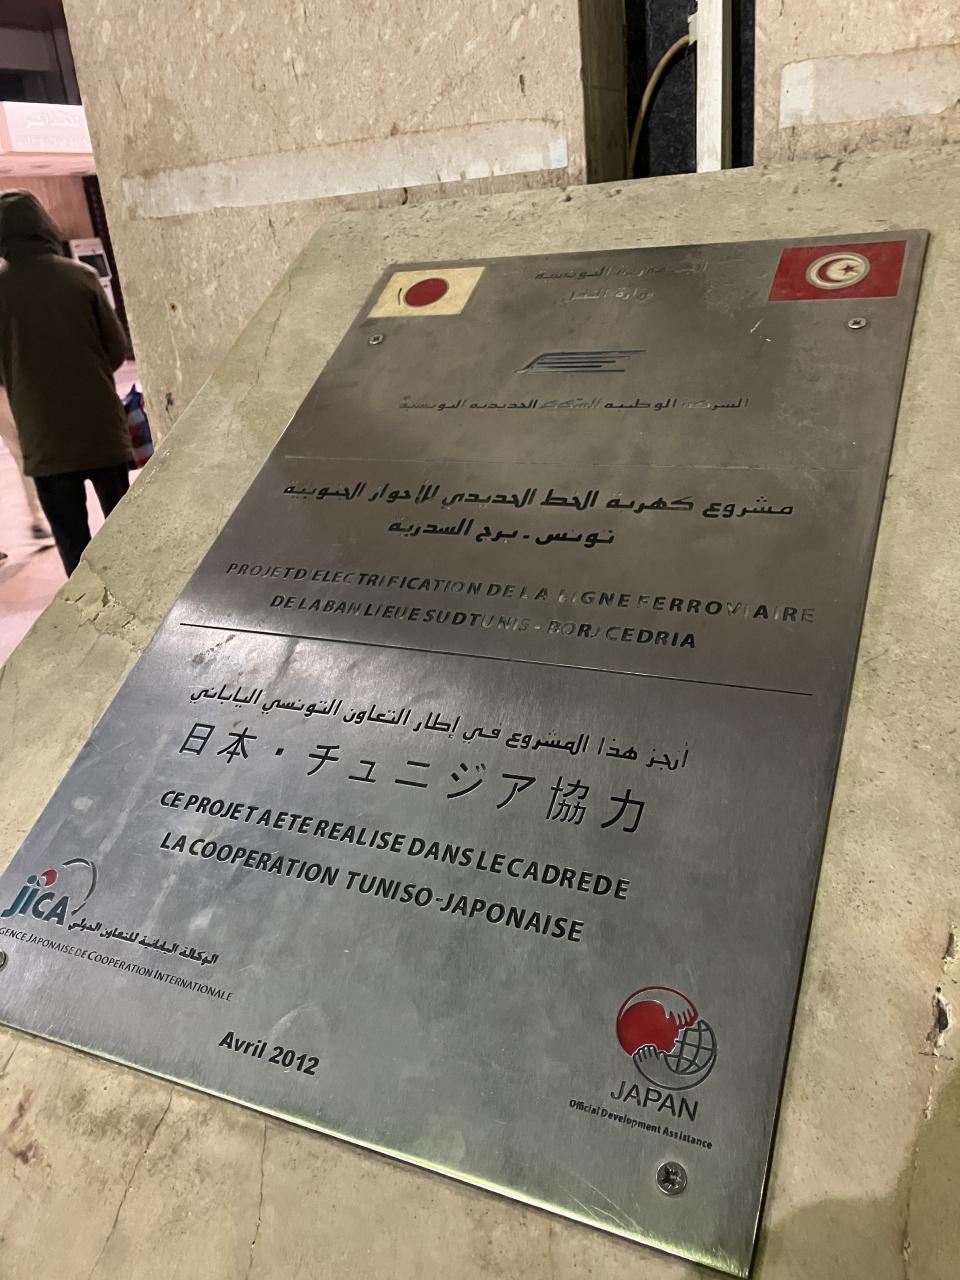 الجمهورية التونسية
وزارة النقل
الشركة الوطنية للسكك الحديدية التونسية
مشروع كهربة الخط الحديدي للأحواز الجنوبية
تونس - برج السدرية
PROJET D'ELECTRIFICATION DE LA LIGNE FERROVIAIRE
DE LA BANLIEUE SUD TUNIS - BORJ CEDRIA
أنجز هذا المشروع في إطار التعاون التونسي الياباني
日本・チュニジア協力
CE PROJET A ETE REALISE DANS LE CADRE DE
LA COOPERATION TUNISO-JAPONAISE
jica
الوكالة اليابانية للتعاون الدولي
GENCE JAPONAISE DE COOPERATION INTERNATIONALE
Avril 2012
JAPAN
Official Development Assistance